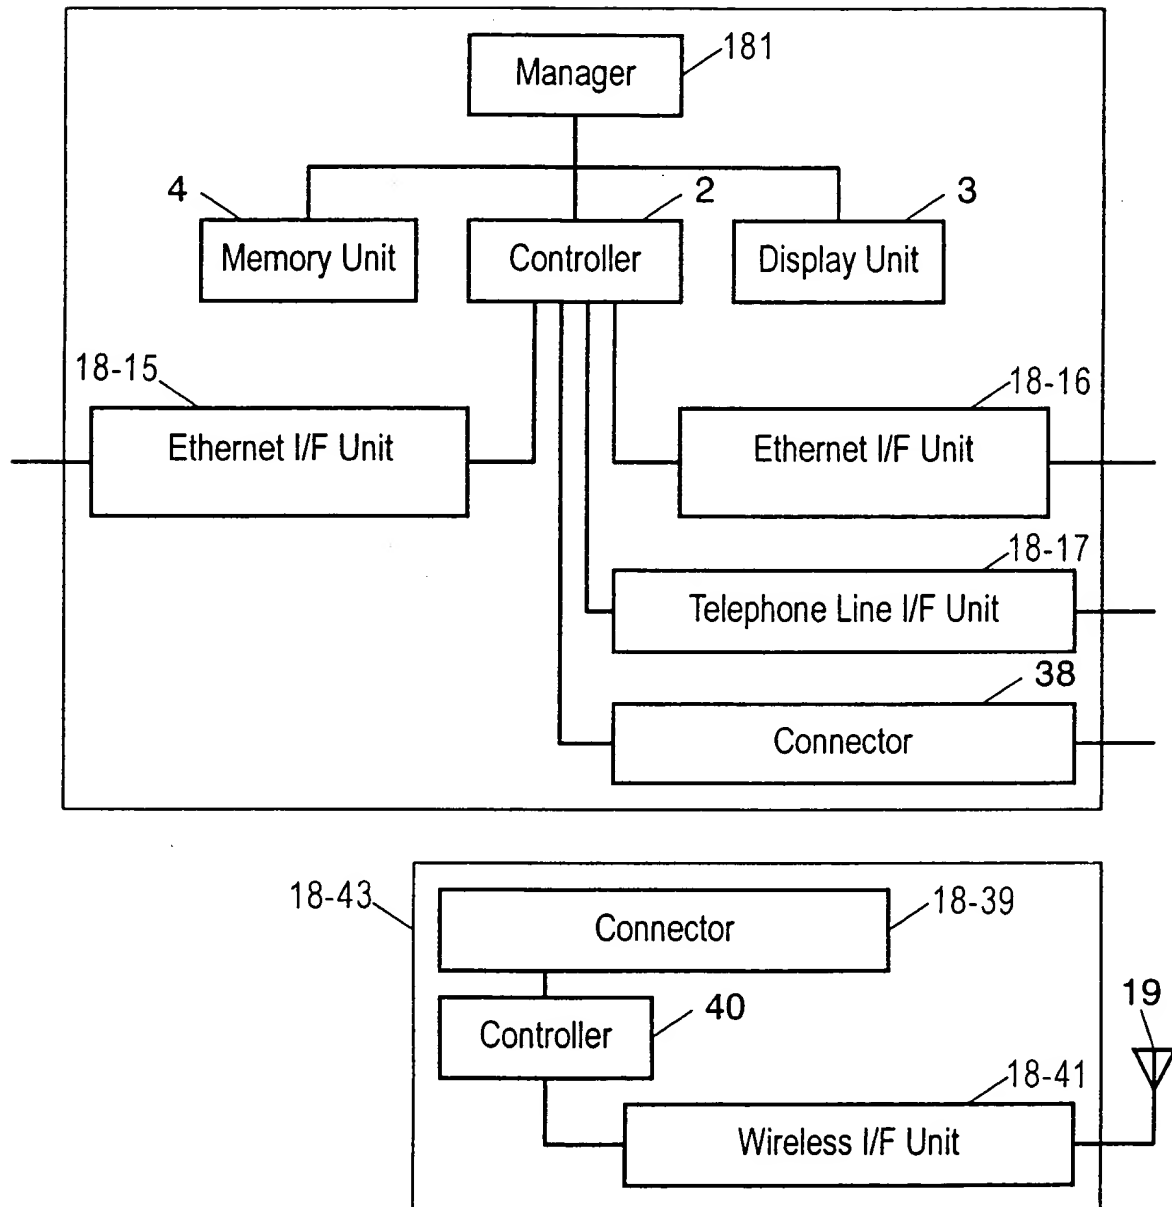 181
Manager
4
2
3
Memory Unit
Controller
Display Unit
18-15
18-16
Ethernet I/F Unit
Ethernet I/F Unit
18-17
Telephone Line I/F Unit
38
Connector
18-43
18-39
Connector
19
40
Controller
18-41
Wireless I/F Unit